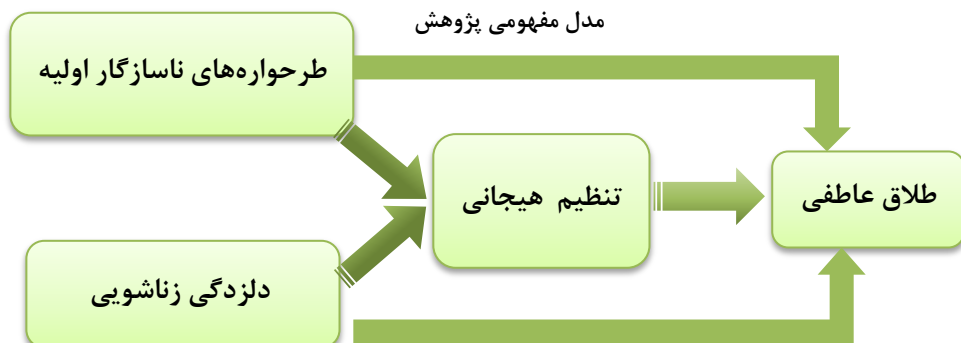 مدل مفهومی پژوهش
طرحواره‌های ناسازگار اولیه
تنظیم هیجانی
طلاق عاطفی
دلزدگی زناشویی